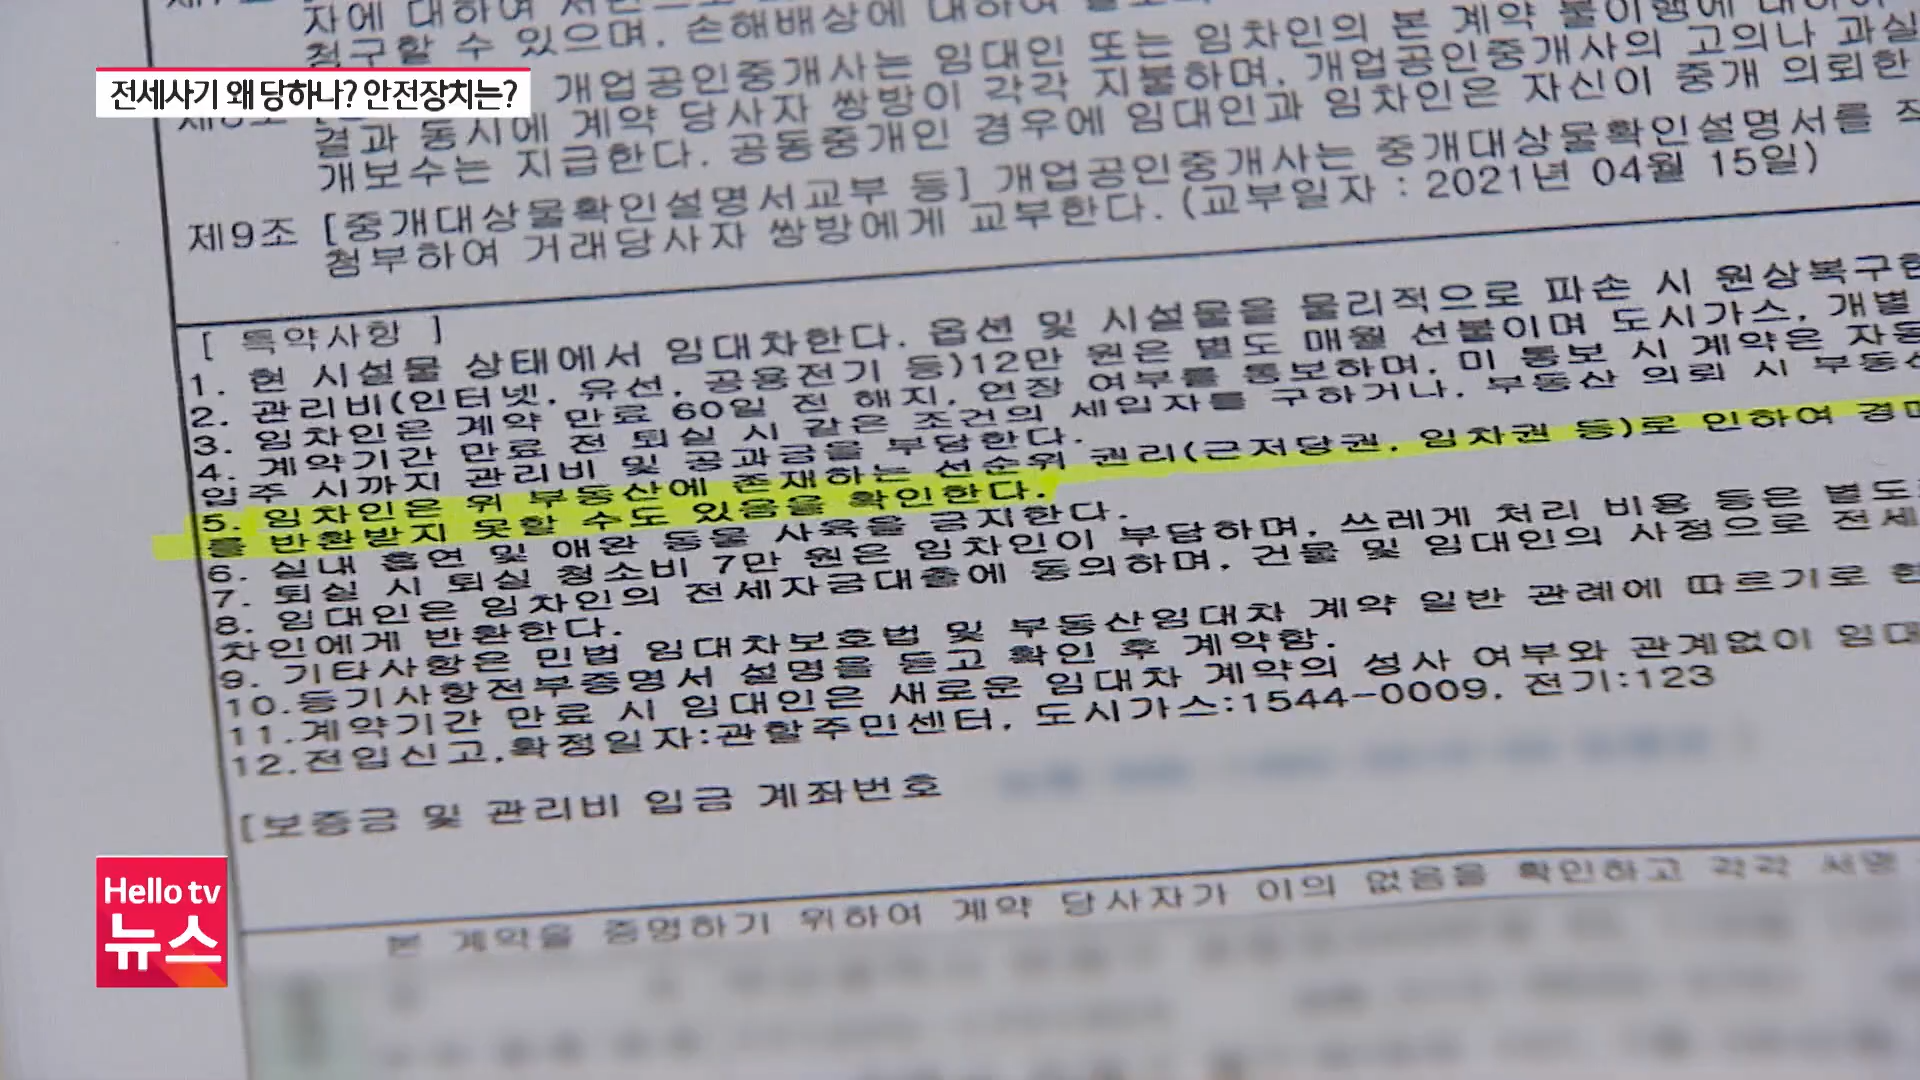 자에 대하여
청구할 수 있으며, 손해배상에 대하여
전세사기 왜 당하나? 안전장치는?
개업공인중개사는 임대인 또는 임차인의 본 계약 불이행에 대하여
결과 동시에 계약 당사자 쌍방이 각각 지불하며, 개업공인중개사의 고의나 과실
개보수는 지급한다. 공동중개인 경우에 임대인과 임차인은 자신이 중개 의뢰한
제9조 [중개대상물확인설명서교부 등] 개업공인중개사는 중개대상물확인설명서를
첨부하여 거래당사자 쌍방에게 교부한다. (교부일자 : 2021년 04월 15일)
[ 특약사항 ]
1. 현 시설물 상태에서 임대차한다. 옵션 및 시설물을 물리적으로 파손 시 원상복구
2. 관리비(인터넷, 유선, 공용전기 등)12만 원은 별도 매월 선불이며 도시가스, 개별
3. 임차인은 계약 만료 60일 전 해지, 연장 여부를 통보하며, 미 통보 시 계약은 자동
4. 계약기간 만료 전 퇴실 시 같은 조건의 세입자를 구하거나, 부동산 의뢰 시 부동산
입주 시까지 관리비 및 공과금을 부담한다.
5. 임차인은 위 부동산에 존재하는 선순위 권리(근저당권, 임차권 등)로 인하여 경매
를 반환받지 못할 수도 있음을 확인한다.
6. 실내 흡연 및 애완 동물 사육을 금지한다.
7. 퇴실 시 퇴실 청소비 7만 원은 임차인이 부담하며, 쓰레게 처리 비용 등은 별도
8. 임대인은 임차인의 전세자금대출에 동의하며, 건물 및 임대인의 사정으로 전세
차인에게 반환한다.
9. 기타사항은 민법 임대차보호법 및 부동산임대차 계약 일반 관례에 따르기로 한
10.등기사항전부증명서 설명을 듣고 확인 후 계약함.
11.계약기간 만료 시 임대인은 새로운 임대차 계약의 성사 여부와 관계없이 임대
12.전입신고,확정일자:관할주민센터, 도시가스:1544-0009, 전기:123
[보증금 및 관리비 입금 계좌번호
본 계약을 증명하기 위하여 계약 당사자가 이의 없음을 확인하고 각각 서명
Hello tv
뉴스